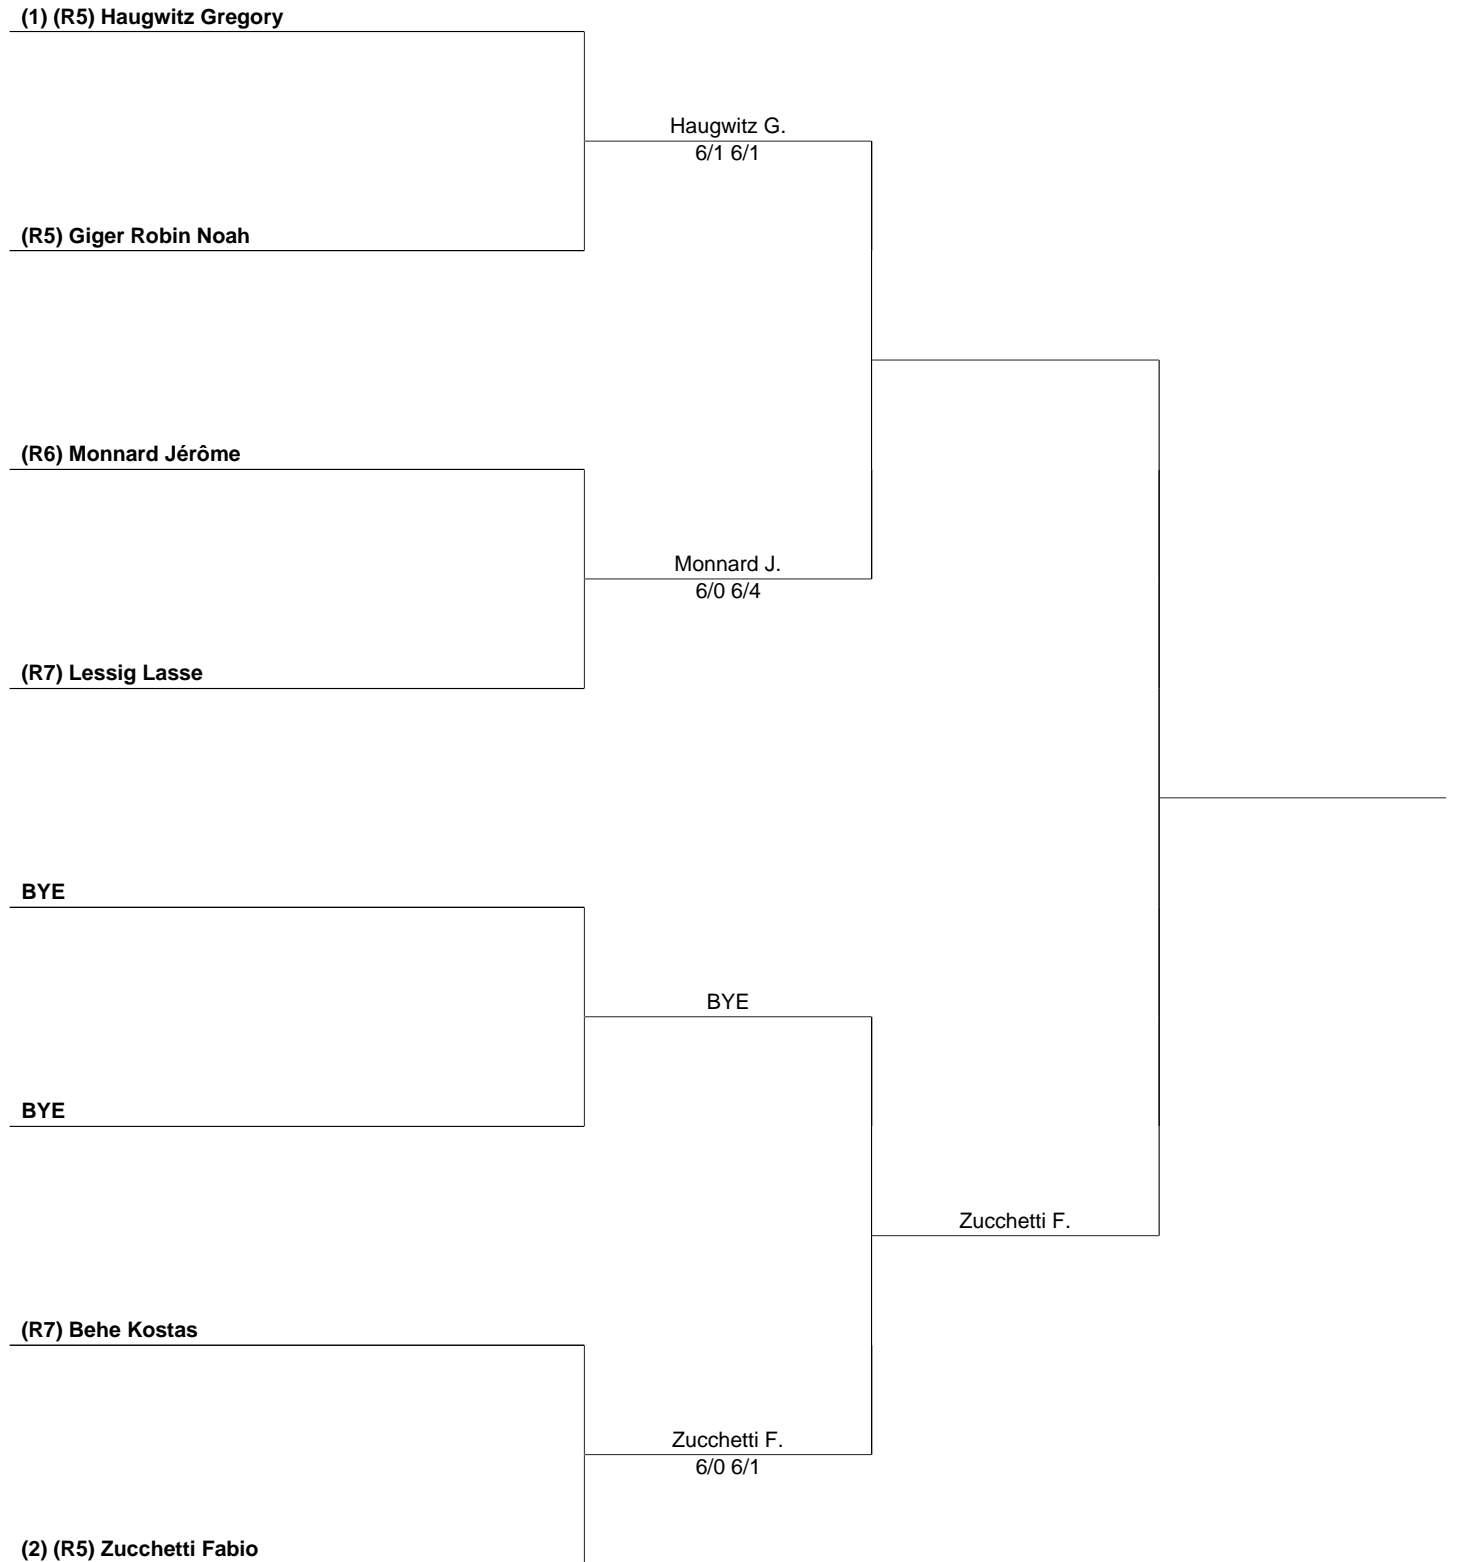 (1) (R5) Haugwitz Gregory
Haugwitz G.
6/1 6/1
(R5) Giger Robin Noah
(R6) Monnard Jérôme
Monnard J.
6/0 6/4
(R7) Lessig Lasse
BYE
BYE
BYE
Zucchetti F.
(R7) Behe Kostas
Zucchetti F.
6/0 6/1
(2) (R5) Zucchetti Fabio